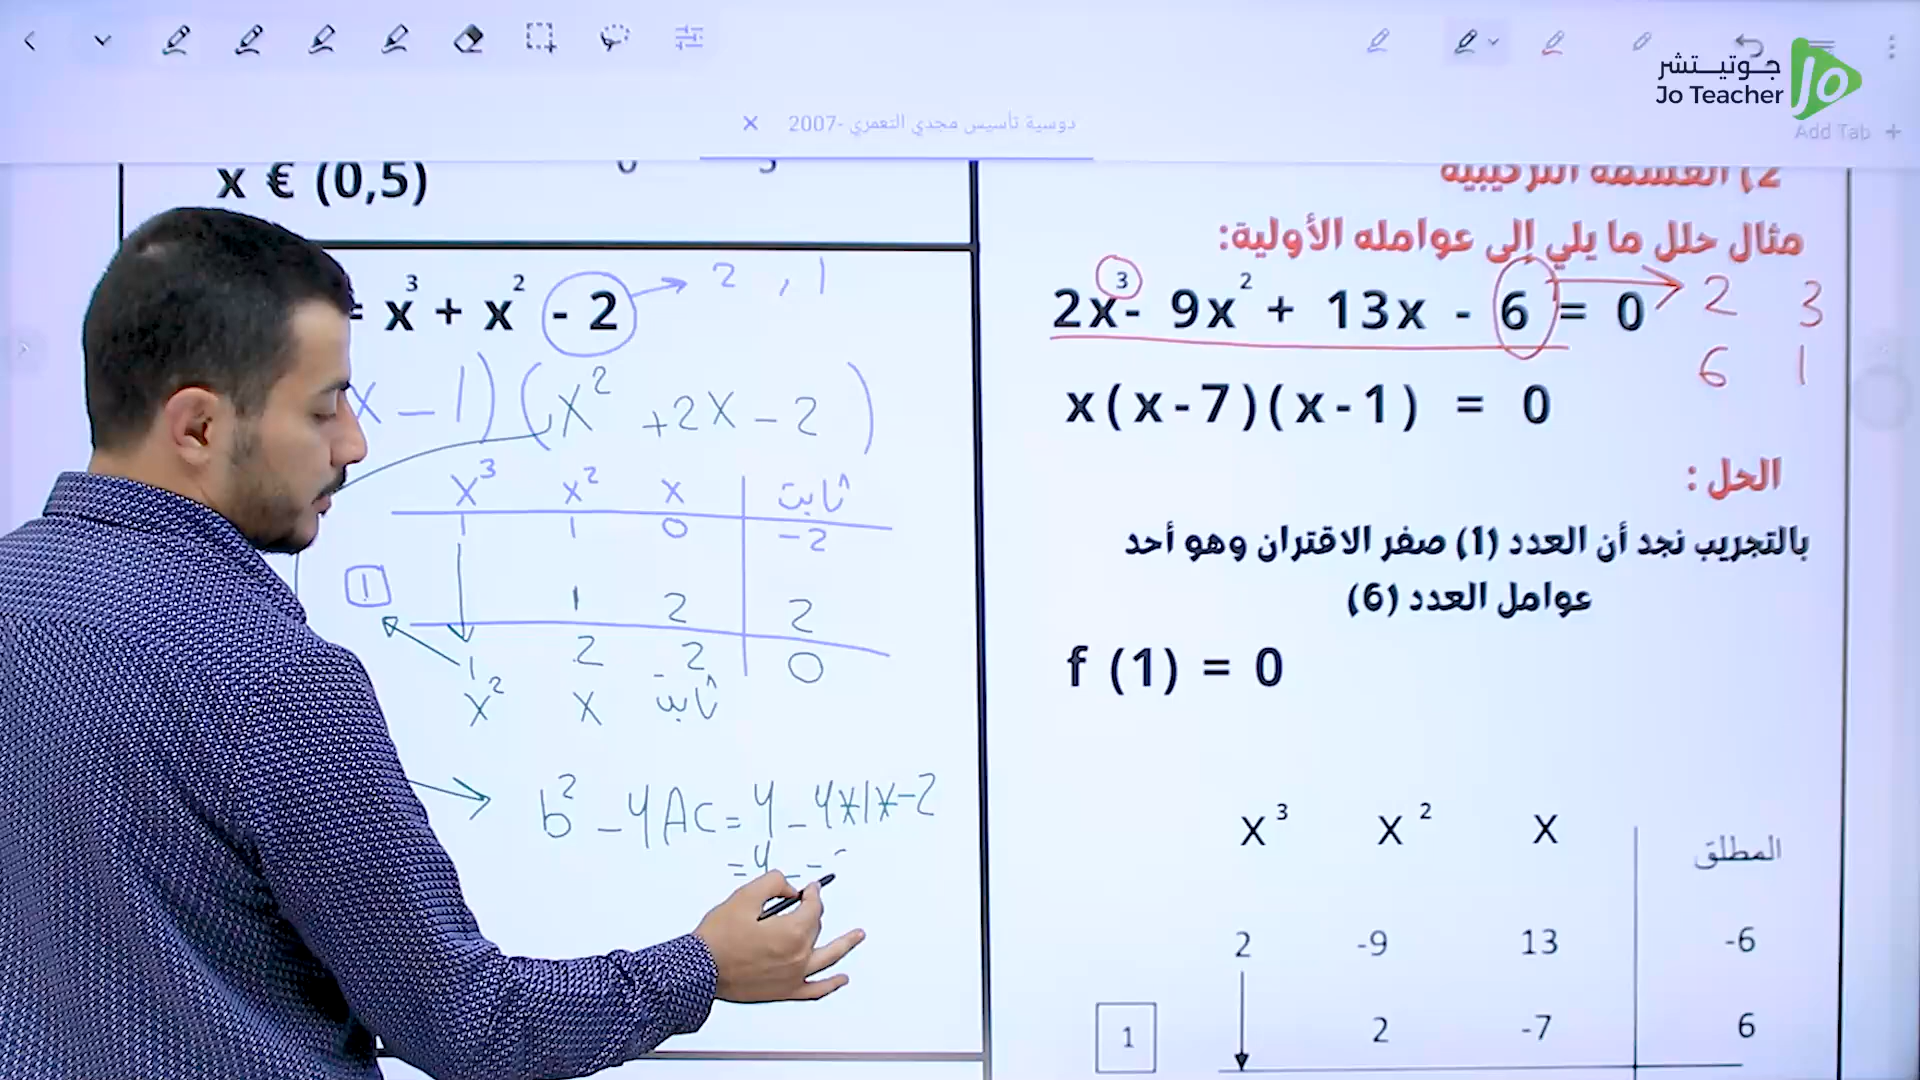 جوتيتشر
Jo Teacher
Add Tab +
دوسية تأسيس مجدي التعمري -2007 ×
x € (0,5)
= x³ + x² - 2 → 2 , 1
x - 1) (x² + 2x - 2)
x³ x² x ثابت
1 1 0 -2
1
1 2 2
1 2 -2 0
x² x ثابت
b² - 4AC = 4 - 4×1×-2
= 4 - -
2) القسمة التركيبية
مثال حلل ما يلي إلى عوامله الأولية:
2x³ - 9x² + 13x - 6 = 0
2 3
6 1
x(x-7)(x-1) = 0
الحل :
بالتجريب نجد أن العدد (1) صفر الاقتران وهو أحد
عوامل العدد (6)
f (1) = 0
X³ X² X المطلق
2 -9 13 -6
1 2 -7 6